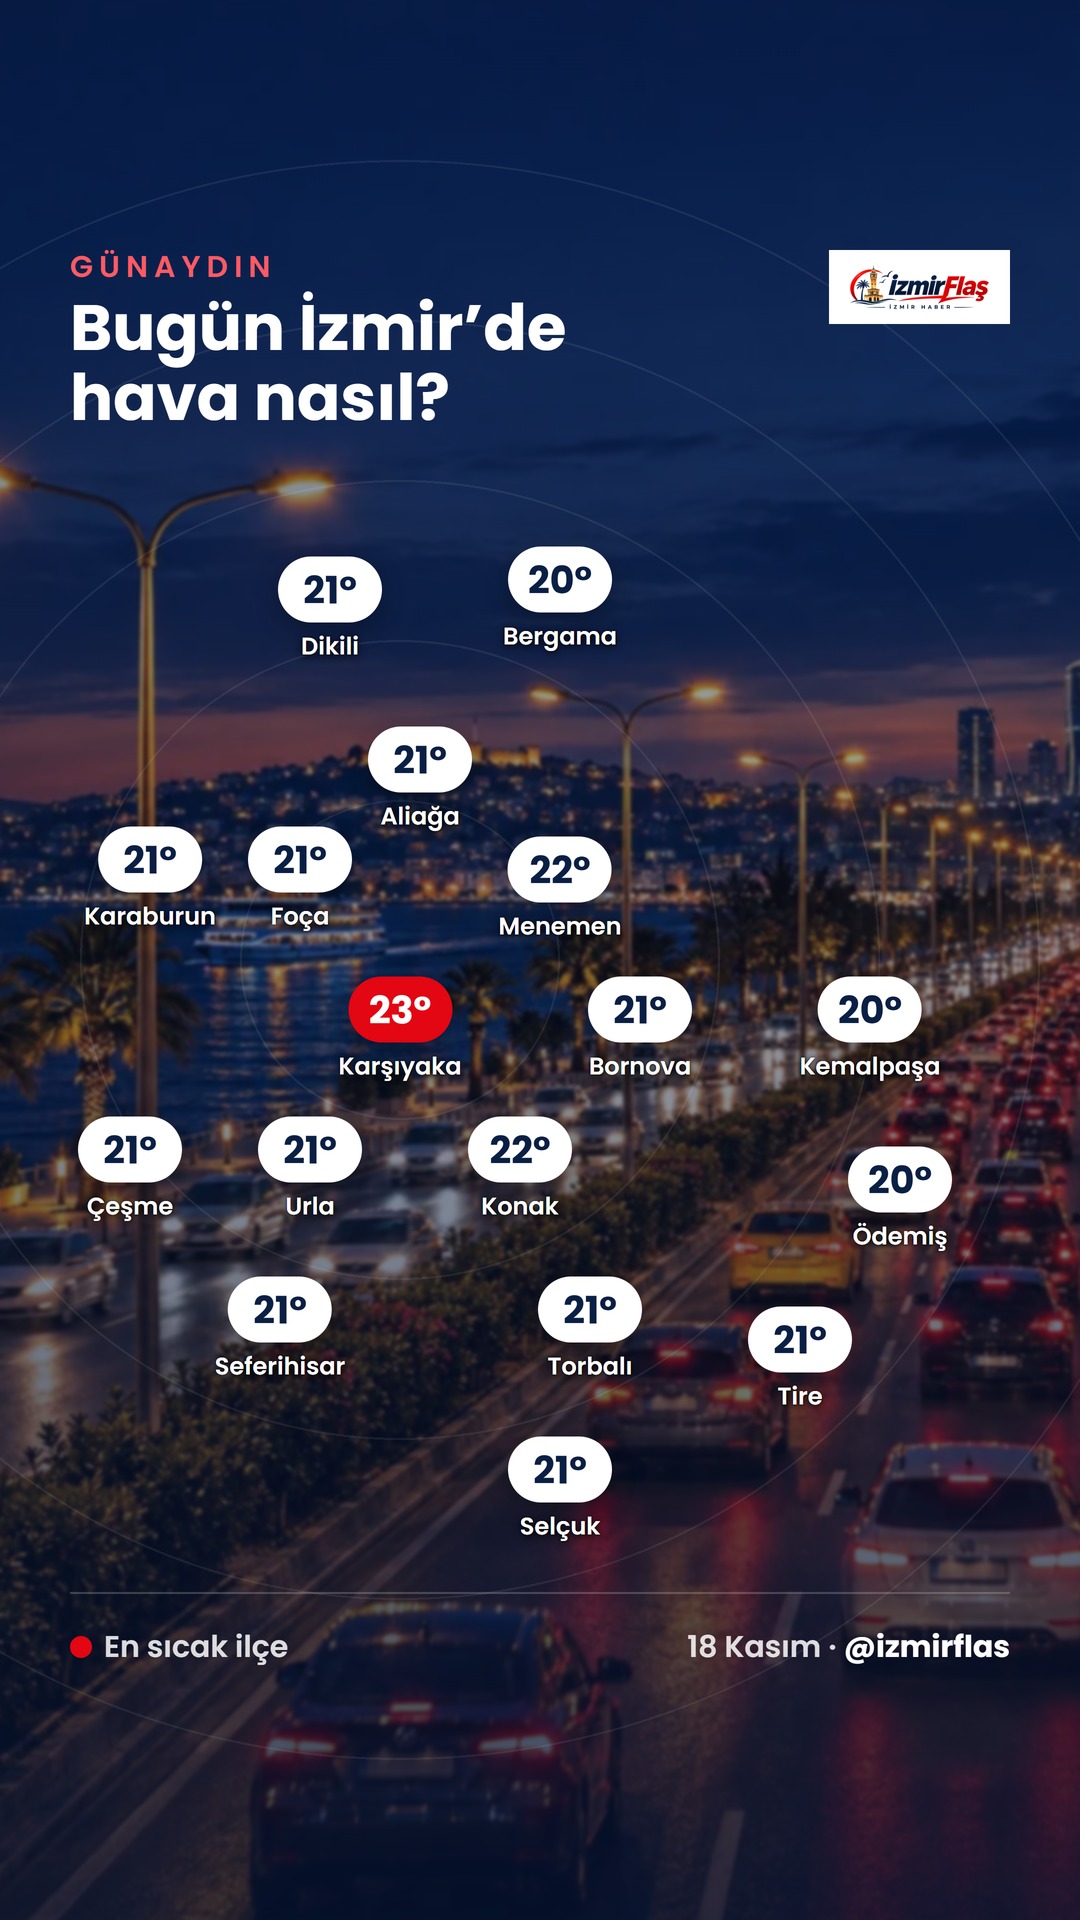 GÜNAYDIN
Bugün İzmir’de
hava nasıl?
izmirFlaş
İZMİR HABER
21°
Dikili
20°
Bergama
21°
Aliağa
21°
Karaburun
21°
Foça
22°
Menemen
23°
Karşıyaka
21°
Bornova
20°
Kemalpaşa
21°
Çeşme
21°
Urla
22°
Konak
20°
Ödemiş
21°
Seferihisar
21°
Torbalı
21°
Tire
21°
Selçuk
En sıcak ilçe
18 Kasım · @izmirflas